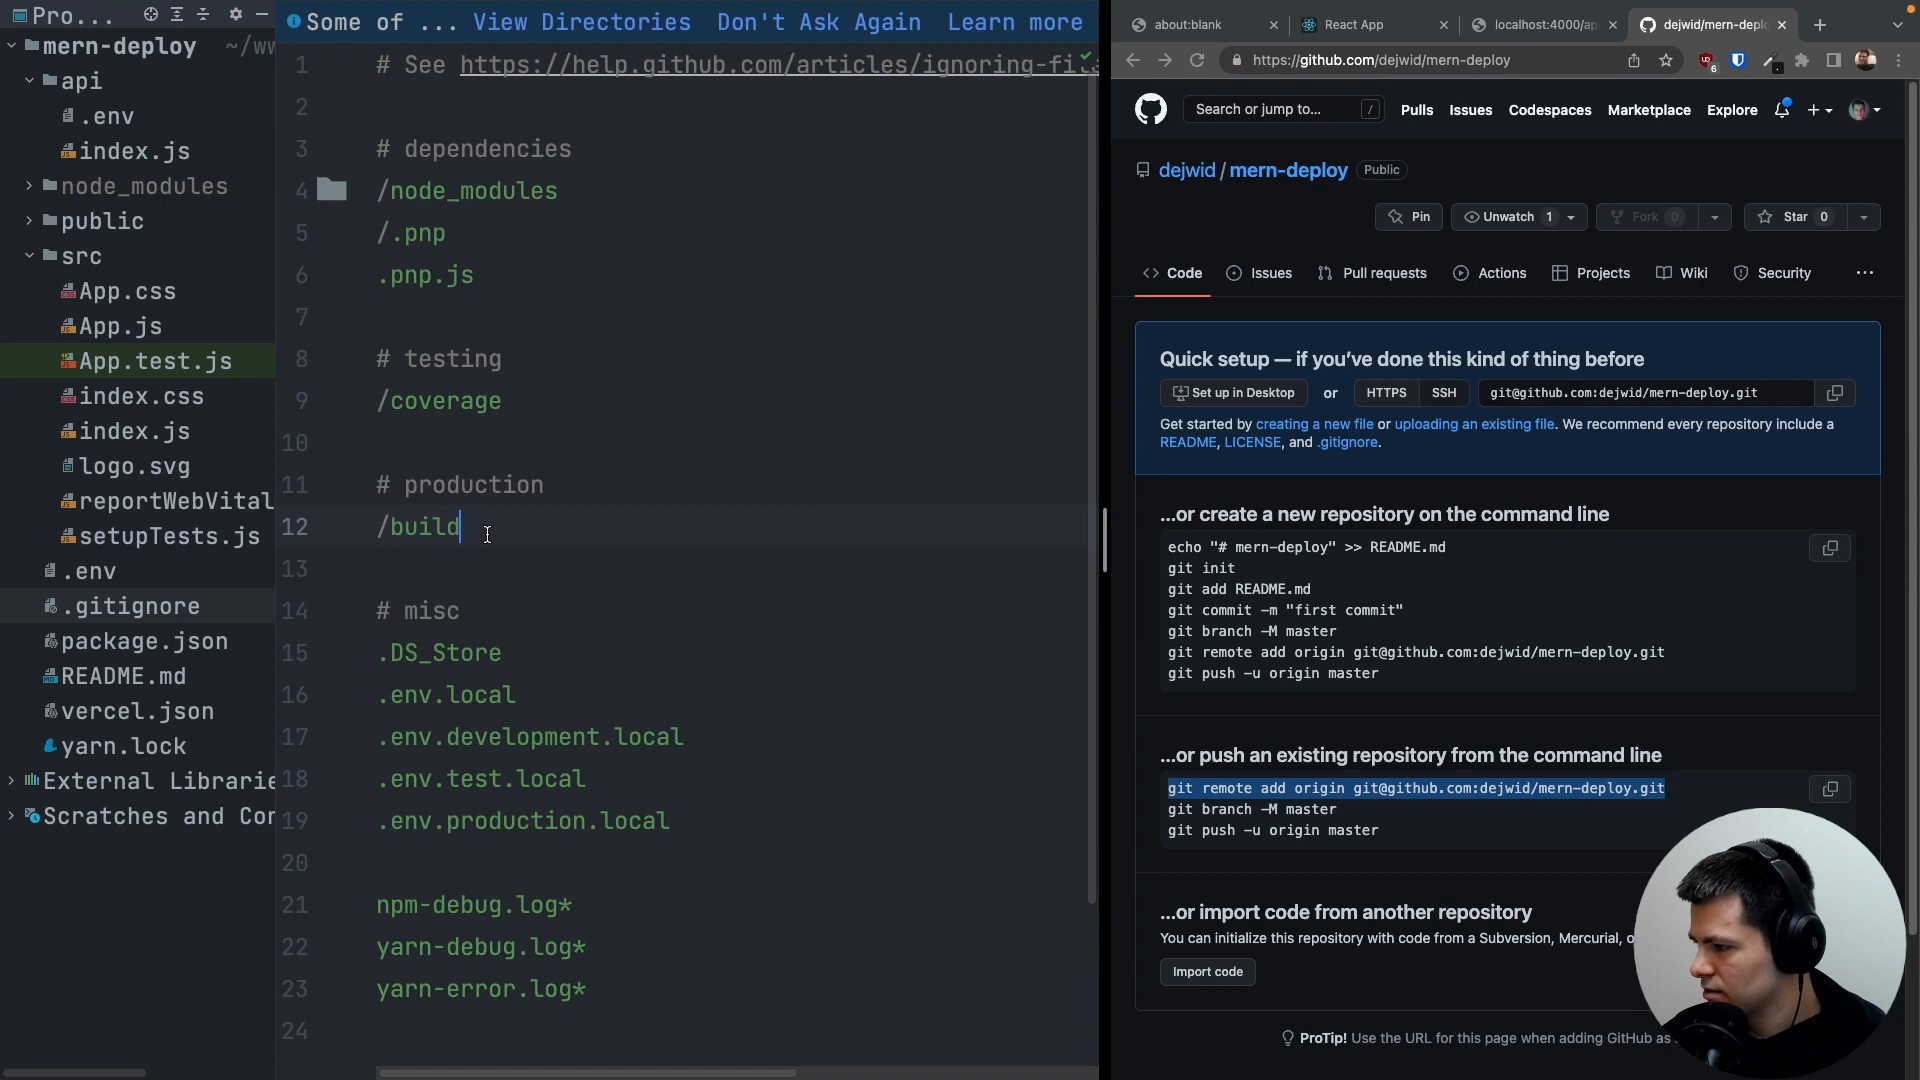 Pro...
mern-deploy
api
.env
index.js
node_modules
public
src
App.css
App.js
App.test.js
index.css
index.js
logo.svg
reportWebVital
setupTests.js
.env
.gitignore
package.json
README.md
vercel.json
yarn.lock
External Librarie
Scratches and Cor
Some of ... View Directories Don't Ask Again Learn more
1 # See https://help.github.com/articles/ignoring-file
2
3 # dependencies
4 /node_modules
5 /.pnp
6 .pnp.js
7
8 # testing
9 /coverage
10
11 # production
12 /build
13
14 # misc
15 .DS_Store
16 .env.local
17 .env.development.local
18 .env.test.local
19 .env.production.local
20
21 npm-debug.log*
22 yarn-debug.log*
23 yarn-error.log*
24
about:blank
React App
localhost:4000/ap
dejwid/mern-deplo
https://github.com/dejwid/mern-deploy
6
Search or jump to... /
Pulls Issues Codespaces Marketplace Explore
dejwid / mern-deploy Public
Pin Unwatch 1 Fork 0 Star 0
Code Issues Pull requests Actions Projects Wiki Security
Quick setup — if you've done this kind of thing before
Set up in Desktop or HTTPS SSH git@github.com:dejwid/mern-deploy.git
Get started by creating a new file or uploading an existing file. We recommend every repository include a
README, LICENSE, and .gitignore.
...or create a new repository on the command line
echo "# mern-deploy" >> README.md
git init
git add README.md
git commit -m "first commit"
git branch -M master
git remote add origin git@github.com:dejwid/mern-deploy.git
git push -u origin master
...or push an existing repository from the command line
git remote add origin git@github.com:dejwid/mern-deploy.git
git branch -M master
git push -u origin master
...or import code from another repository
You can initialize this repository with code from a Subversion, Mercurial, o
Import code
ProTip! Use the URL for this page when adding GitHub as